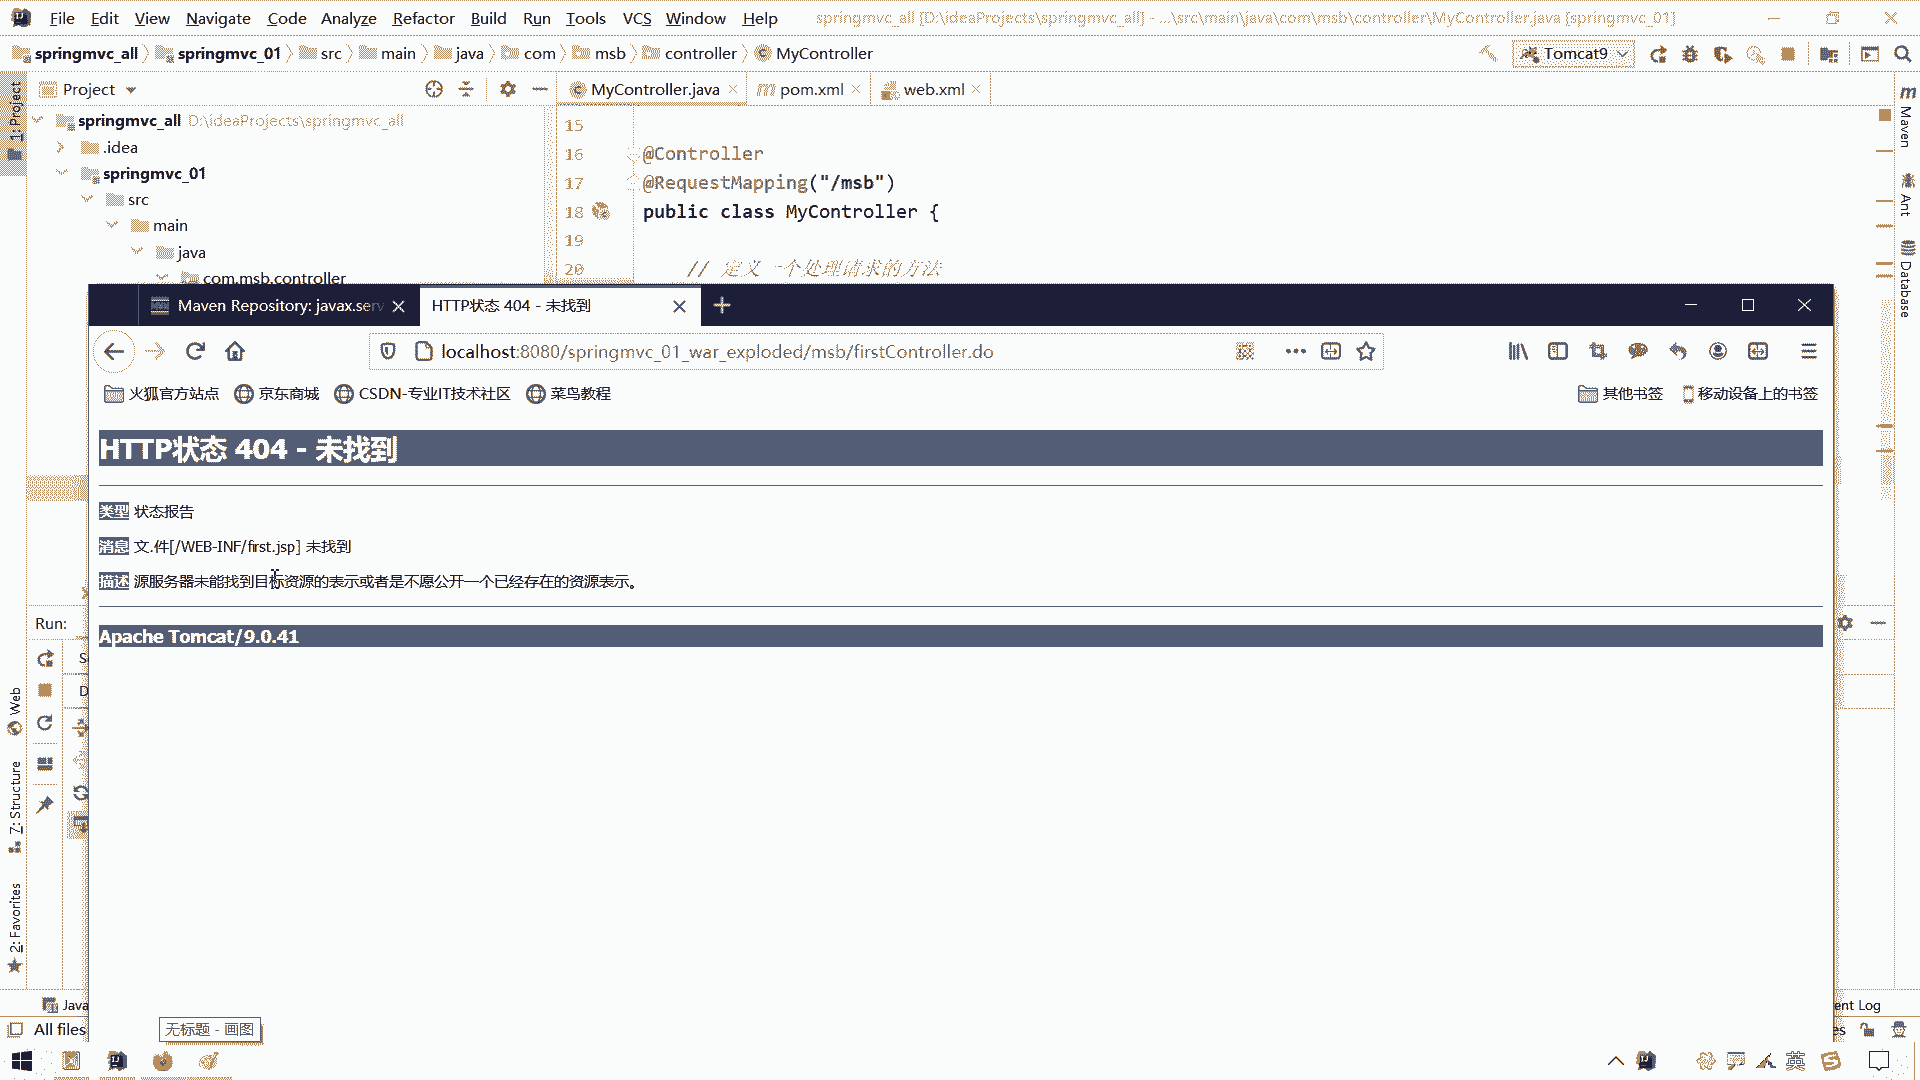 File Edit View Navigate Code Analyze Refactor Build Run Tools VCS Window Help springmvc_all [D:\ideaProjects\springmvc_all] - ...\src\main\java\com\msb\controller\MyController.java [springmvc_01]
springmvc_all springmvc_01 src main java com msb controller MyController Tomcat9
Project MyController.java pom.xml web.xml
1: Project
Maven
Ant
Database
springmvc_all D:\ideaProjects\springmvc_all
.idea
springmvc_01
src
main
java
com.msb.controller
15
16 @Controller
17 @RequestMapping("/msb")
18 public class MyController {
19
20 // 定义一个处理请求的方法
Maven Repository: javax.serv HTTP状态 404 - 未找到
localhost:8080/springmvc_01_war_exploded/msb/firstController.do
火狐官方站点 京东商城 CSDN-专业IT技术社区 菜鸟教程 其他书签 移动设备上的书签
HTTP状态 404 - 未找到
类型 状态报告
消息 文.件[/WEB-INF/first.jsp] 未找到
描述 源服务器未能找到目标资源的表示或者是不愿公开一个已经存在的资源表示。
Apache Tomcat/9.0.41
Run:
S
D
Web
7: Structure
2: Favorites
Java
ent Log
All files
es
无标题 - 画图
英